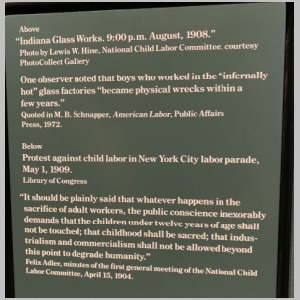 Above
"Indiana Glass Works. 9:00 p.m. August, 1908."
Photo by Lewis W. Hine, National Child Labor Committee. courtesy
PhotoCollect Gallery
One observer noted that boys who worked in the "infernally
hot" glass factories "became physical wrecks within a
few years."
Quoted in M. B. Schnapper, American Labor, Public Affairs
Press, 1972.
Below
Protest against child labor in New York City labor parade,
May 1, 1909.
Library of Congress
"It should be plainly said that whatever happens in the
sacrifice of adult workers, the public conscience inexorably
demands that the children under twelve years of age shall
not be touched; that childhood shall be sacred; that indus-
trialism and commercialism shall not be allowed beyond
this point to degrade humanity."
Felix Adler, minutes of the first general meeting of the National Child
Labor Committee, April 15, 1904.